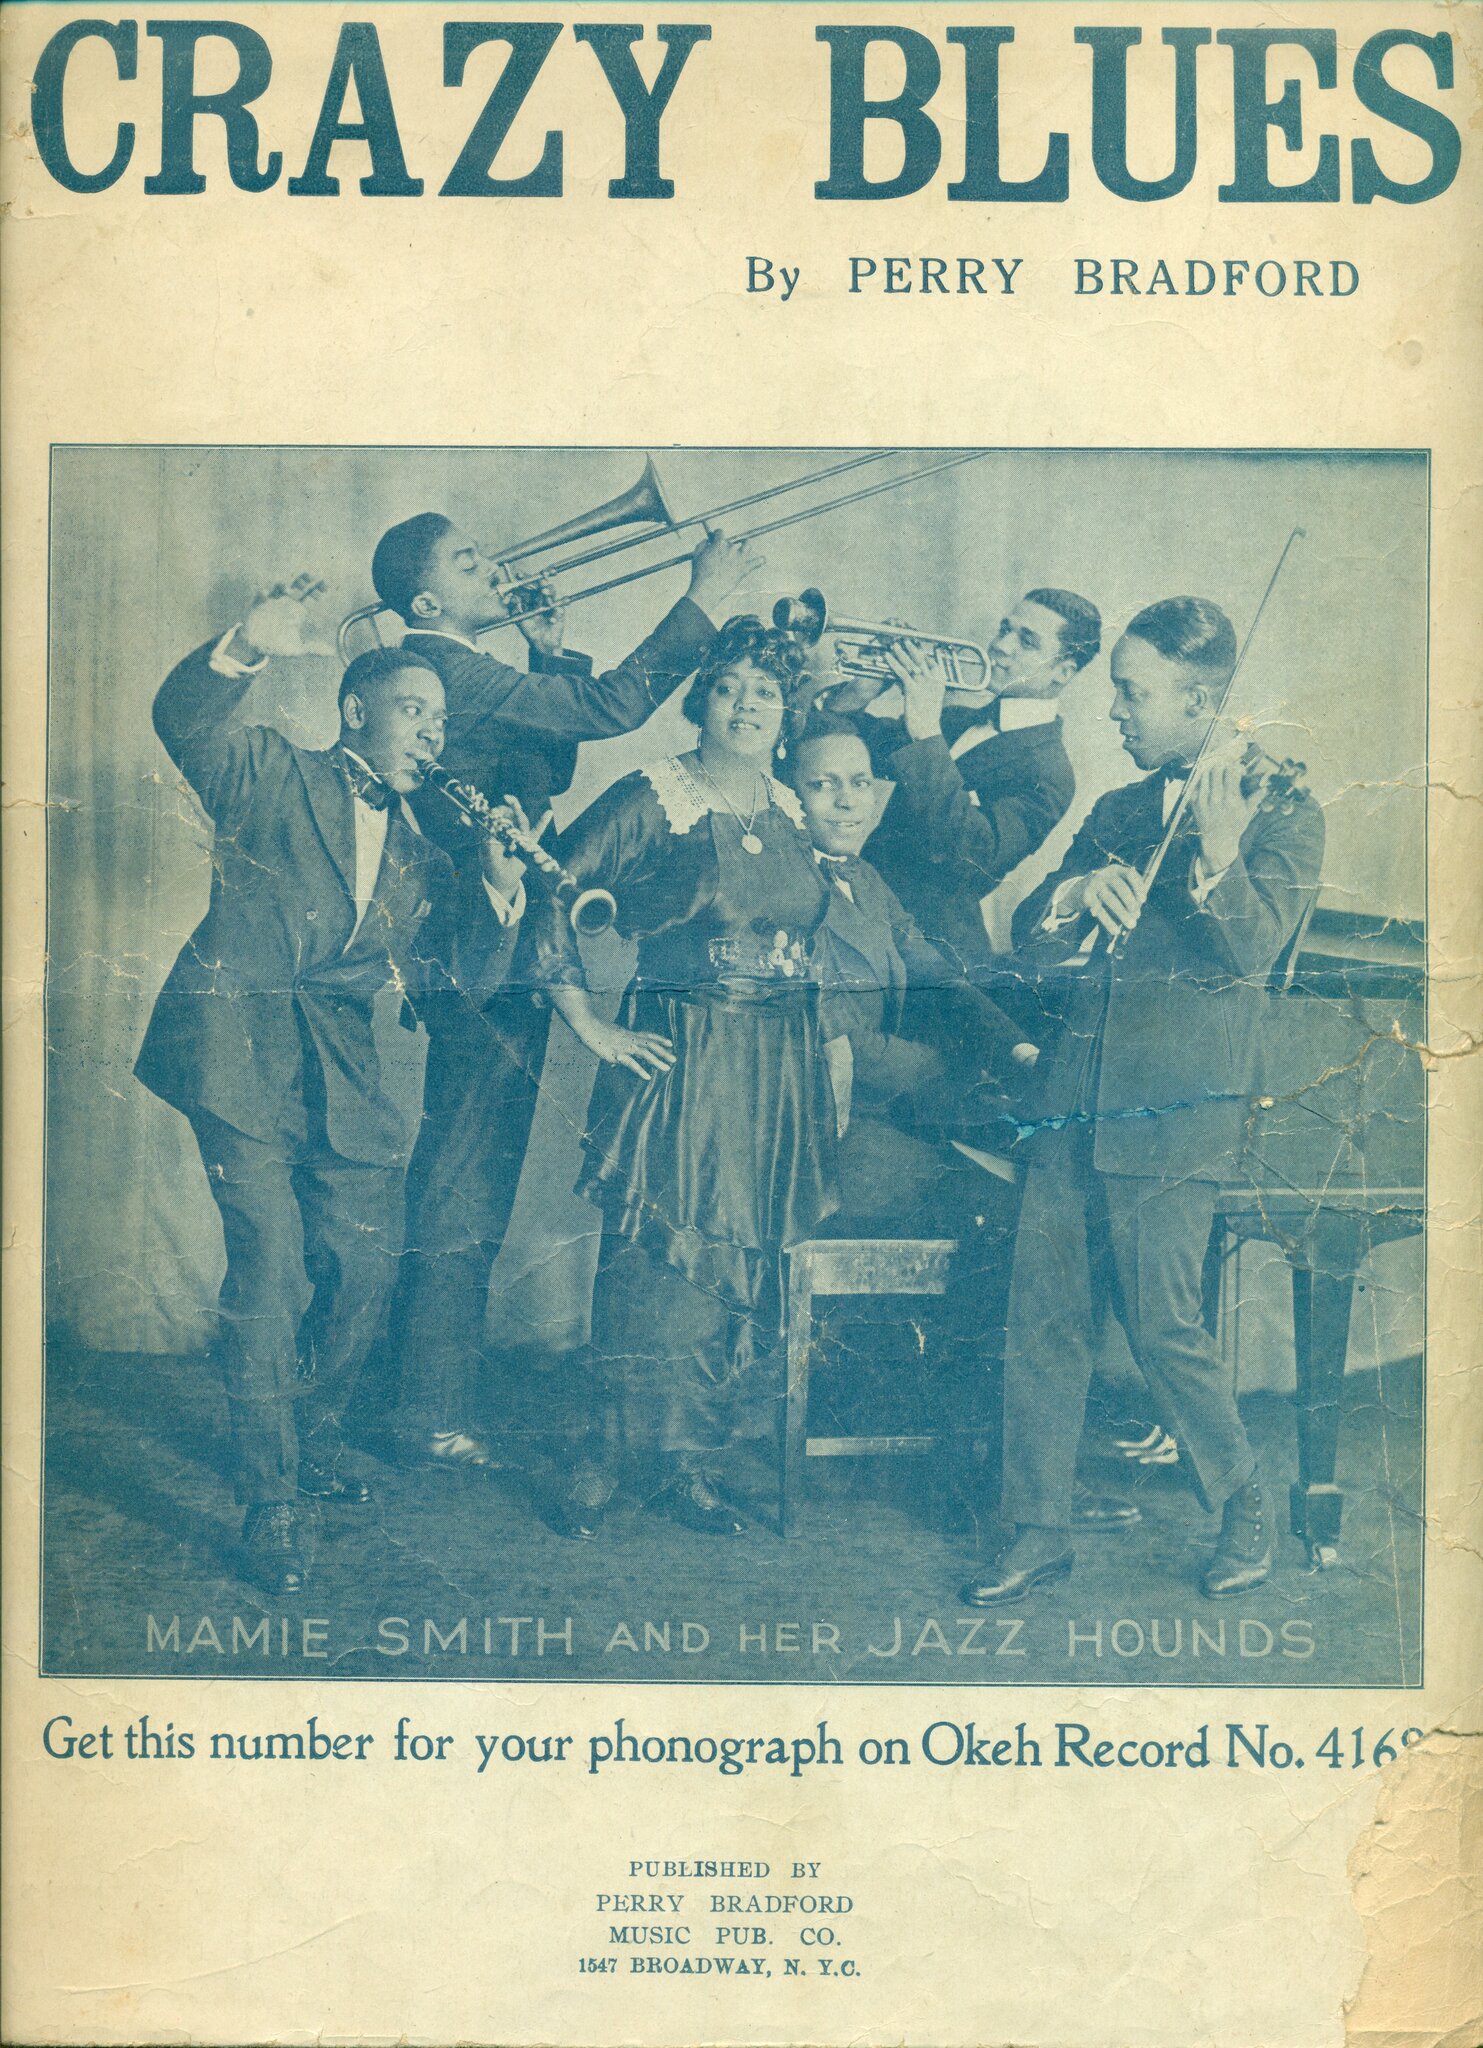 CRAZY BLUES
By PERRY BRADFORD
MAMIE SMITH AND HER JAZZ HOUNDS
Get this number for your phonograph on Okeh Record No.
PUBLISHED BY
PERRY BRADFORD
MUSIC PUB. CO.
1547 BROADWAY, N. Y.C.